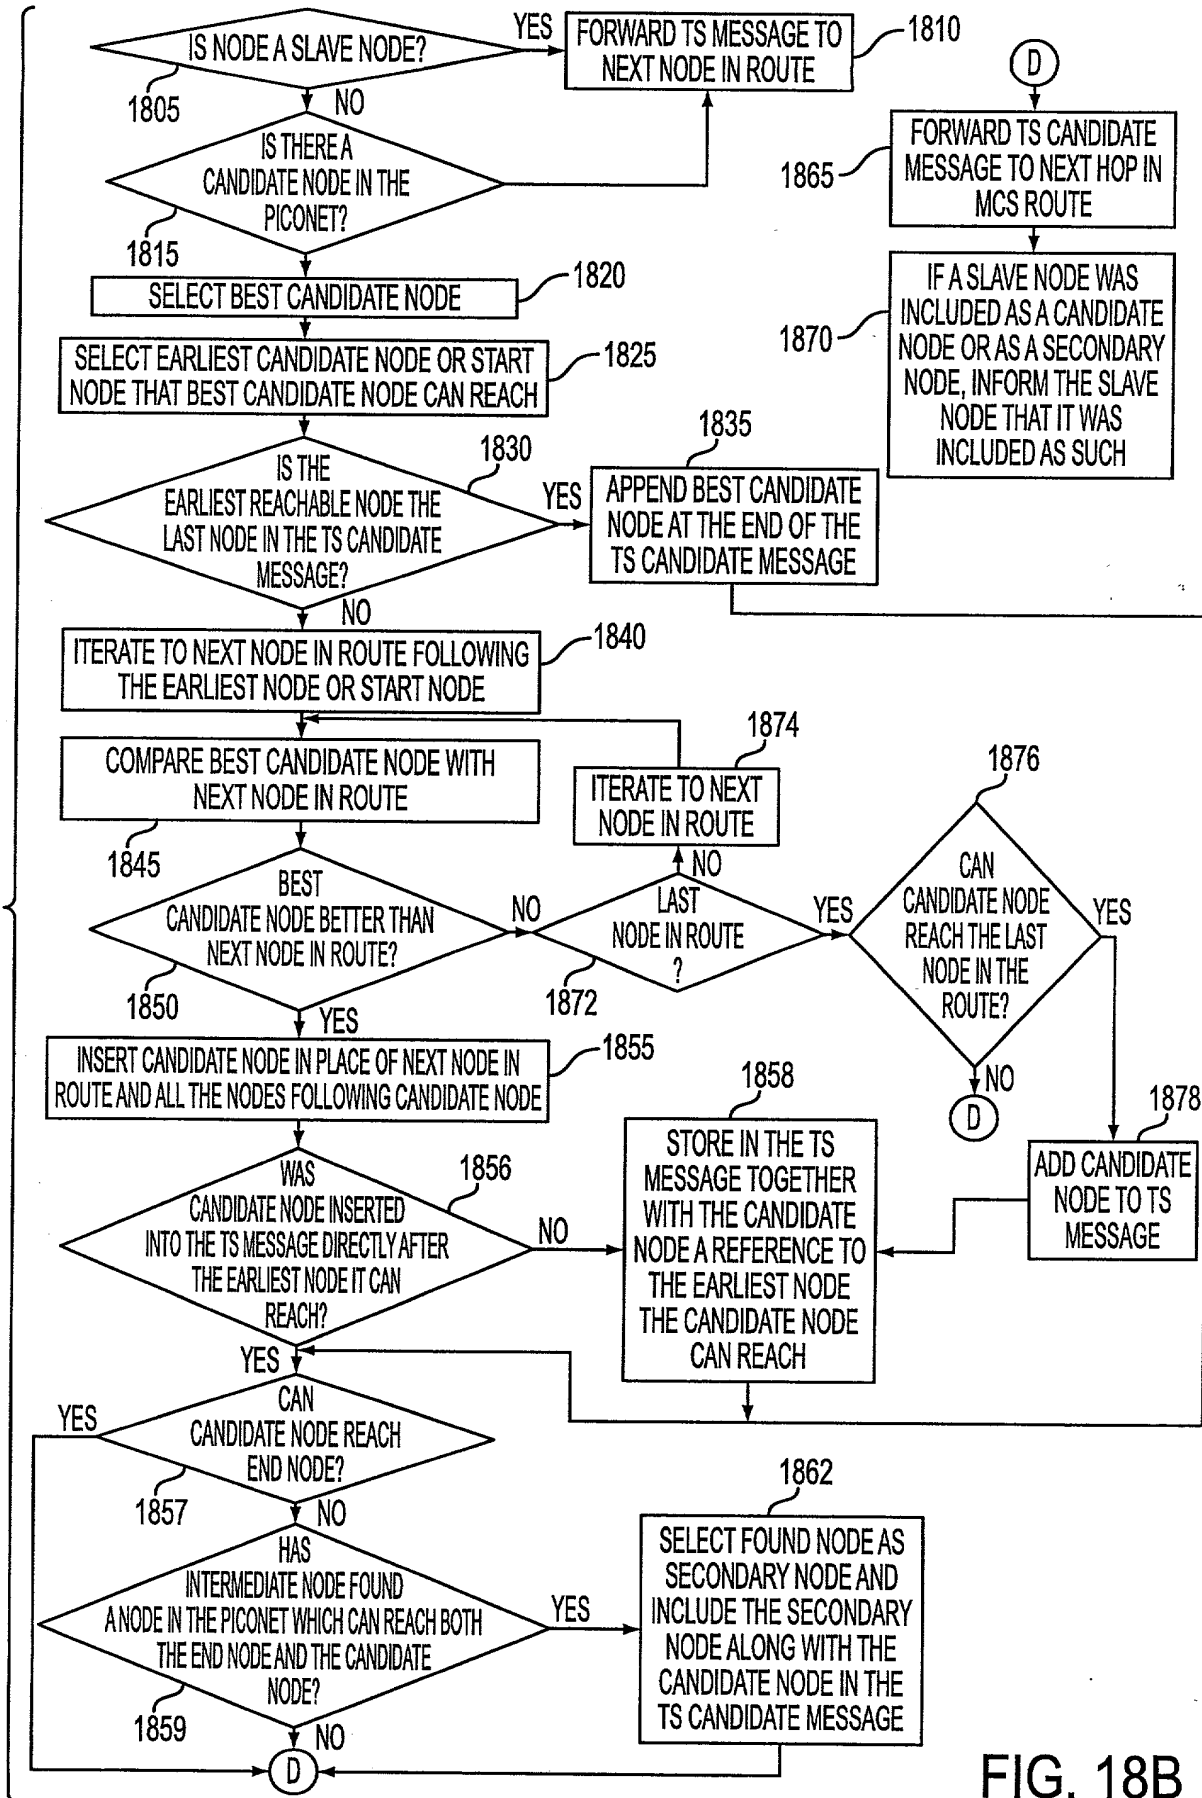 IS NODE A SLAVE NODE?
YES
1805
NO
FORWARD TS MESSAGE TO
NEXT NODE IN ROUTE
1810
IS THERE A
CANDIDATE NODE IN THE
PICONET?
1815
SELECT BEST CANDIDATE NODE
1820
SELECT EARLIEST CANDIDATE NODE OR START
NODE THAT BEST CANDIDATE NODE CAN REACH
1825
IS THE
EARLIEST REACHABLE NODE THE
LAST NODE IN THE TS CANDIDATE
MESSAGE?
1830
YES
NO
APPEND BEST CANDIDATE
NODE AT THE END OF THE
TS CANDIDATE MESSAGE
1835
D
FORWARD TS CANDIDATE
MESSAGE TO NEXT HOP IN
MCS ROUTE
1865
IF A SLAVE NODE WAS
INCLUDED AS A CANDIDATE
NODE OR AS A SECONDARY
NODE, INFORM THE SLAVE
NODE THAT IT WAS
INCLUDED AS SUCH
1870
ITERATE TO NEXT NODE IN ROUTE FOLLOWING
THE EARLIEST NODE OR START NODE
1840
COMPARE BEST CANDIDATE NODE WITH
NEXT NODE IN ROUTE
1845
ITERATE TO NEXT
NODE IN ROUTE
1874
NO
BEST
CANDIDATE NODE BETTER THAN
NEXT NODE IN ROUTE?
1850
NO
YES
LAST
NODE IN ROUTE
?
1872
YES
CAN
CANDIDATE NODE
REACH THE LAST
NODE IN THE
ROUTE?
1876
YES
NO
D
INSERT CANDIDATE NODE IN PLACE OF NEXT NODE IN
ROUTE AND ALL THE NODES FOLLOWING CANDIDATE NODE
1855
WAS
CANDIDATE NODE INSERTED
INTO THE TS MESSAGE DIRECTLY AFTER
THE EARLIEST NODE IT CAN
REACH?
1856
NO
YES
STORE IN THE TS
MESSAGE TOGETHER
WITH THE CANDIDATE
NODE A REFERENCE TO
THE EARLIEST NODE
THE CANDIDATE NODE
CAN REACH
1858
ADD CANDIDATE
NODE TO TS
MESSAGE
1878
CAN
CANDIDATE NODE REACH
END NODE?
YES
1857
NO
HAS
INTERMEDIATE NODE FOUND
A NODE IN THE PICONET WHICH CAN REACH BOTH
THE END NODE AND THE CANDIDATE
NODE?
1859
YES
NO
SELECT FOUND NODE AS
SECONDARY NODE AND
INCLUDE THE SECONDARY
NODE ALONG WITH THE
CANDIDATE NODE IN THE
TS CANDIDATE MESSAGE
1862
D
FIG. 18B